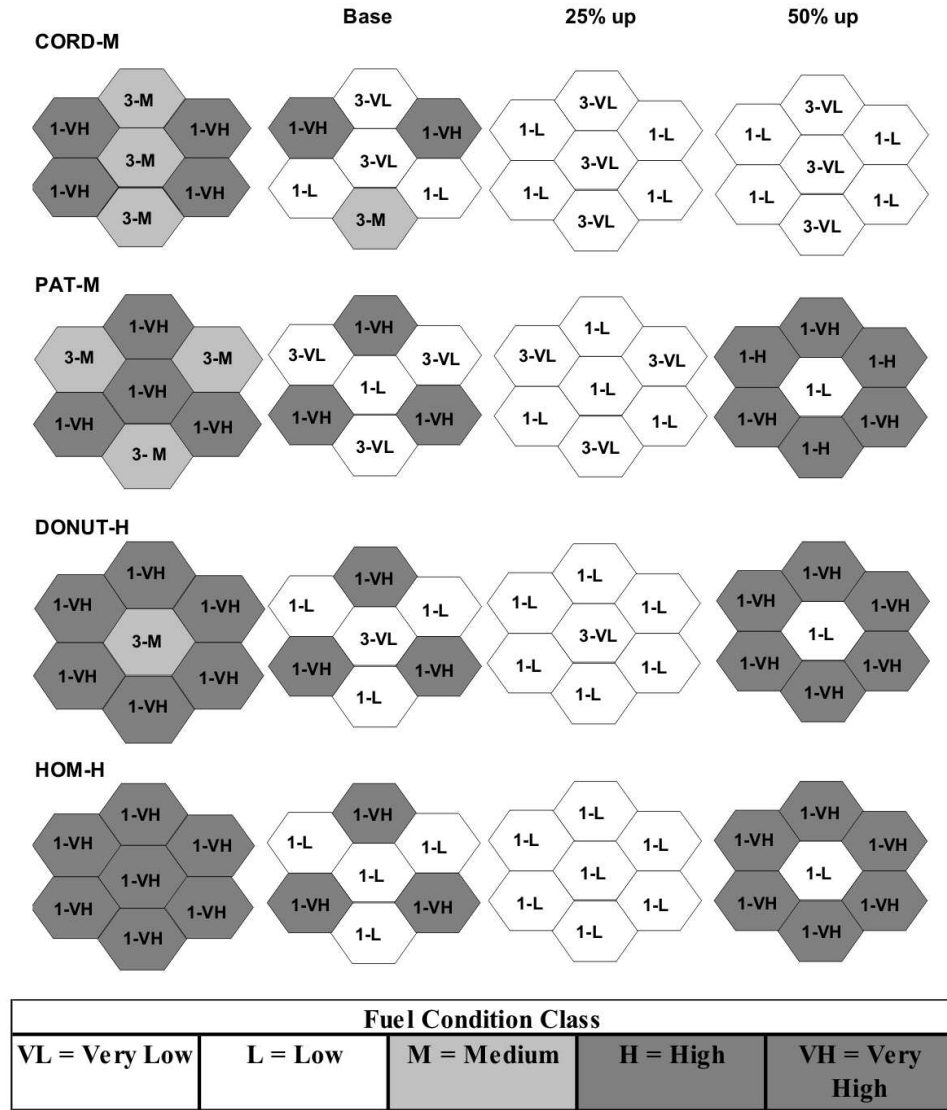 Base 25% up 50% up
CORD-M
3-M 3-VL 3-VL 3-VL
1-VH 1-VH 1-VH 1-VH 1-L 1-L 1-L 1-L
3-M 3-VL 3-VL 3-VL
1-VH 1-VH 1-L 1-L 1-L 1-L 1-L 1-L
3-M 3-M 3-VL 3-VL
PAT-M
1-VH 1-VH 1-L 1-VH
3-M 3-M 3-VL 3-VL 3-VL 3-VL 1-H 1-H
1-VH 1-L 1-L 1-L
1-VH 1-VH 1-VH 1-VH 1-L 1-L 1-VH 1-VH
3- M 3-VL 3-VL 1-H
DONUT-H
1-VH 1-VH 1-L 1-VH
1-VH 1-VH 1-L 1-L 1-L 1-L 1-VH 1-VH
3-M 3-VL 3-VL 1-L
1-VH 1-VH 1-VH 1-VH 1-L 1-L 1-VH 1-VH
1-VH 1-L 1-L 1-VH
HOM-H
1-VH 1-VH 1-L 1-VH
1-VH 1-VH 1-L 1-L 1-L 1-L 1-VH 1-VH
1-VH 1-L 1-L 1-L
1-VH 1-VH 1-VH 1-VH 1-L 1-L 1-VH 1-VH
1-VH 1-L 1-L 1-VH
Fuel Condition Class
VL = Very Low L = Low M = Medium H = High VH = Very
High